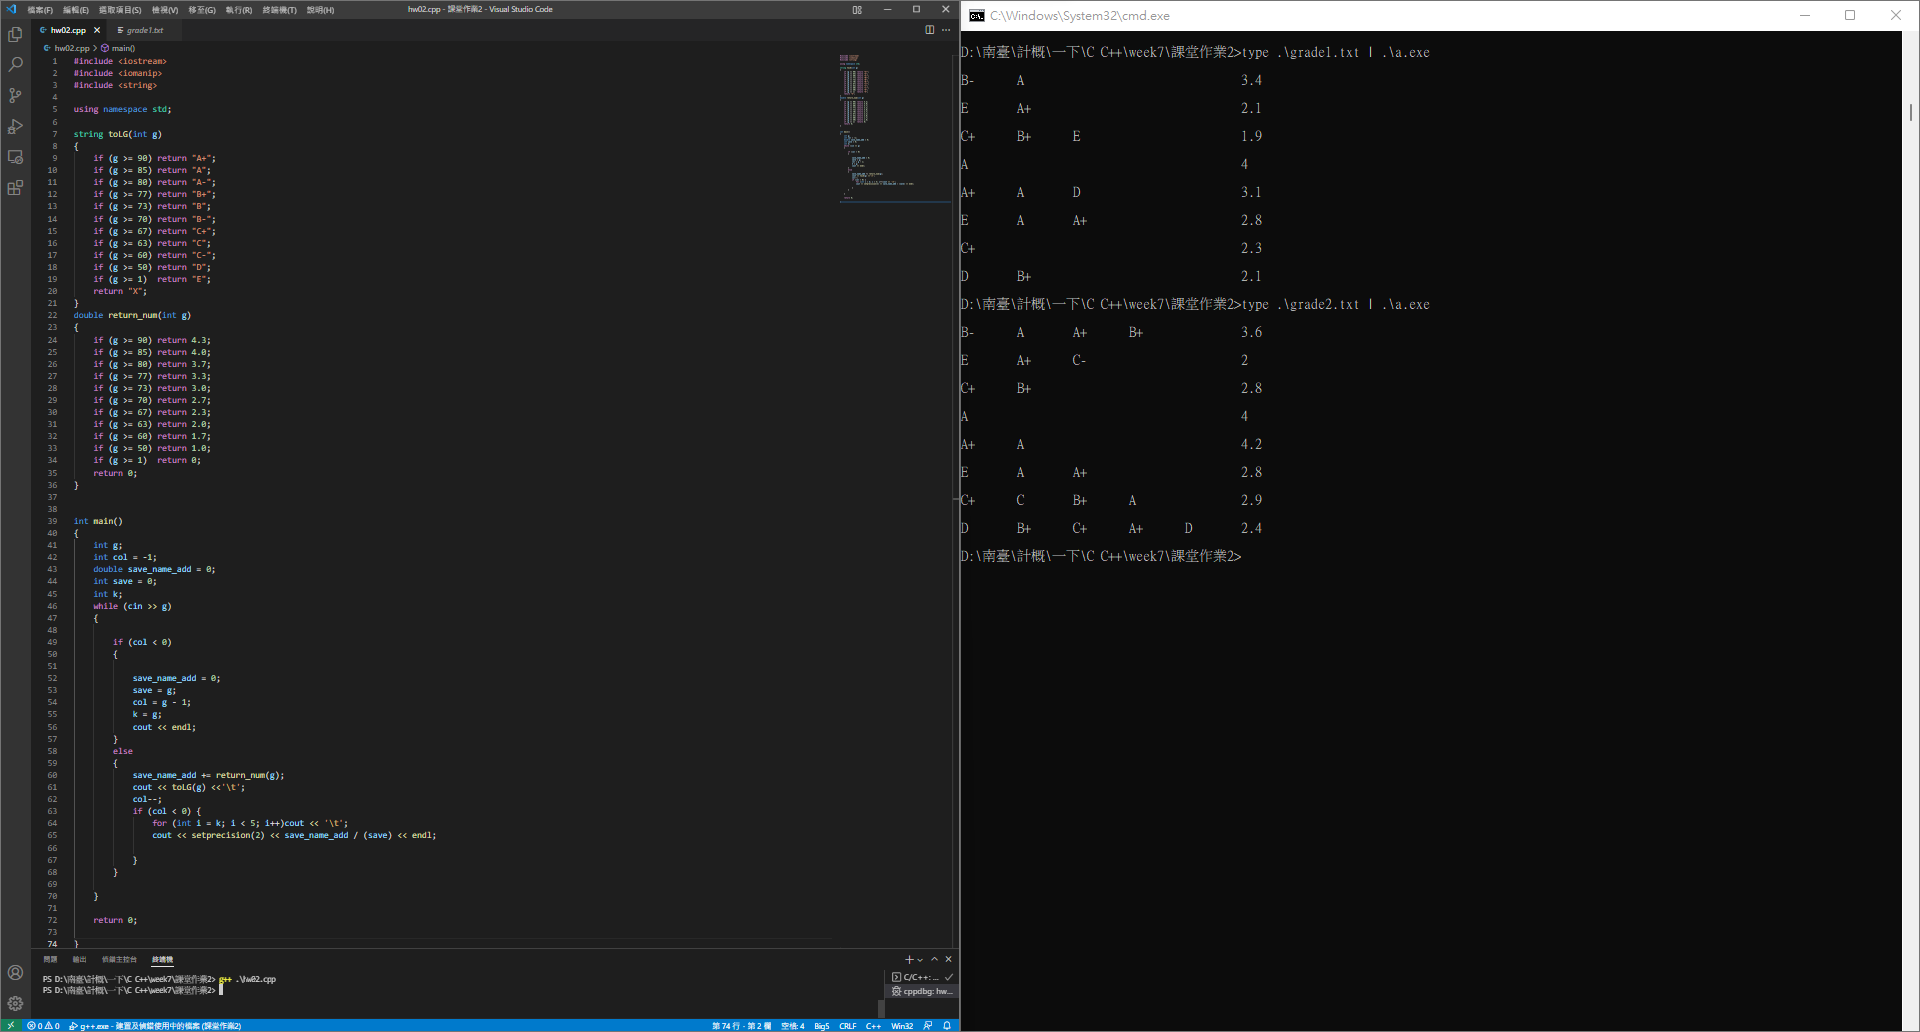 檔案(F) 編輯(E) 選取項目(S) 檢視(V) 移至(G) 執行(R) 終端機(T) 說明(H) hw02.cpp - 課堂作業2 - Visual Studio Code
hw02.cpp grade1.txt
hw02.cpp > main()
1 #include <iostream>
2 #include <iomanip>
3 #include <string>
4
5 using namespace std;
6
7 string toLG(int g)
8 {
9 if (g >= 90) return "A+";
10 if (g >= 85) return "A";
11 if (g >= 80) return "A-";
12 if (g >= 77) return "B+";
13 if (g >= 73) return "B";
14 if (g >= 70) return "B-";
15 if (g >= 67) return "C+";
16 if (g >= 63) return "C";
17 if (g >= 60) return "C-";
18 if (g >= 50) return "D";
19 if (g >= 1)  return "E";
20 return "X";
21 }
22 double return_num(int g)
23 {
24 if (g >= 90) return 4.3;
25 if (g >= 85) return 4.0;
26 if (g >= 80) return 3.7;
27 if (g >= 77) return 3.3;
28 if (g >= 73) return 3.0;
29 if (g >= 70) return 2.7;
30 if (g >= 67) return 2.3;
31 if (g >= 63) return 2.0;
32 if (g >= 60) return 1.7;
33 if (g >= 50) return 1.0;
34 if (g >= 1)  return 0;
35 return 0;
36 }
37
38
39 int main()
40 {
41 int g;
42 int col = -1;
43 double save_name_add = 0;
44 int save = 0;
45 int k;
46 while (cin >> g)
47 {
48
49 if (col < 0)
50 {
51
52 save_name_add = 0;
53 save = g;
54 col = g - 1;
55 k = g;
56 cout << endl;
57 }
58 else
59 {
60 save_name_add += return_num(g);
61 cout << toLG(g) <<'\t';
62 col--;
63 if (col < 0) {
64 for (int i = k; i < 5; i++)cout << '\t';
65 cout << setprecision(2) << save_name_add / (save) << endl;
66
67 }
68 }
69
70 }
71
72 return 0;
73
74 }
問題 輸出 偵錯主控台 終端機
PS D:\南臺\計概\一下\C C++\week7\課堂作業2> g++ .\hw02.cpp
PS D:\南臺\計概\一下\C C++\week7\課堂作業2>
C/C++: ...
cppdbg: hw...
0 0 g++.exe - 建置及偵錯使用中的檔案 (課堂作業2) 第 74 行，第 2 欄 空格: 4 Big5 CRLF C++ Win32
C:\Windows\System32\cmd.exe
D:\南臺\計概\一下\C C++\week7\課堂作業2>type .\grade1.txt | .\a.exe
B- A 3.4
E A+ 2.1
C+ B+ E 1.9
A 4
A+ A D 3.1
E A A+ 2.8
C+ 2.3
D B+ 2.1
D:\南臺\計概\一下\C C++\week7\課堂作業2>type .\grade2.txt | .\a.exe
B- A A+ B+ 3.6
E A+ C- 2
C+ B+ 2.8
A 4
A+ A 4.2
E A A+ 2.8
C+ C B+ A 2.9
D B+ C+ A+ D 2.4
D:\南臺\計概\一下\C C++\week7\課堂作業2>